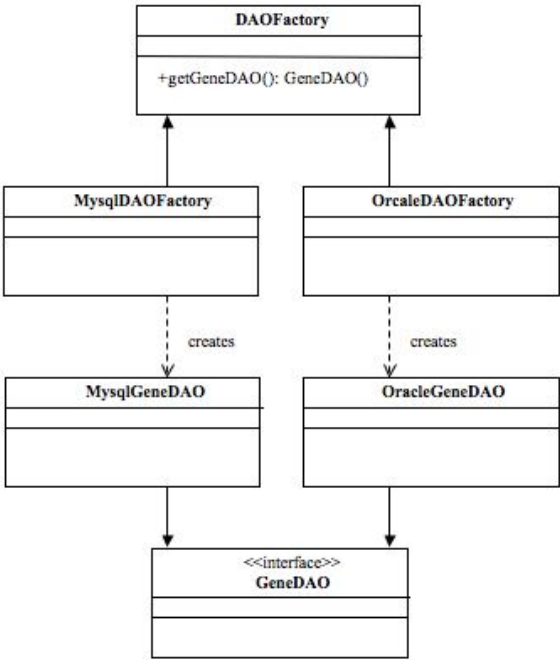 DAOFactory
+getGeneDAO(): GeneDAO()
MysqlDAOFactory
OrcaleDAOFactory
creates
creates
MysqlGeneDAO
OracleGeneDAO
<<interface>>
GeneDAO